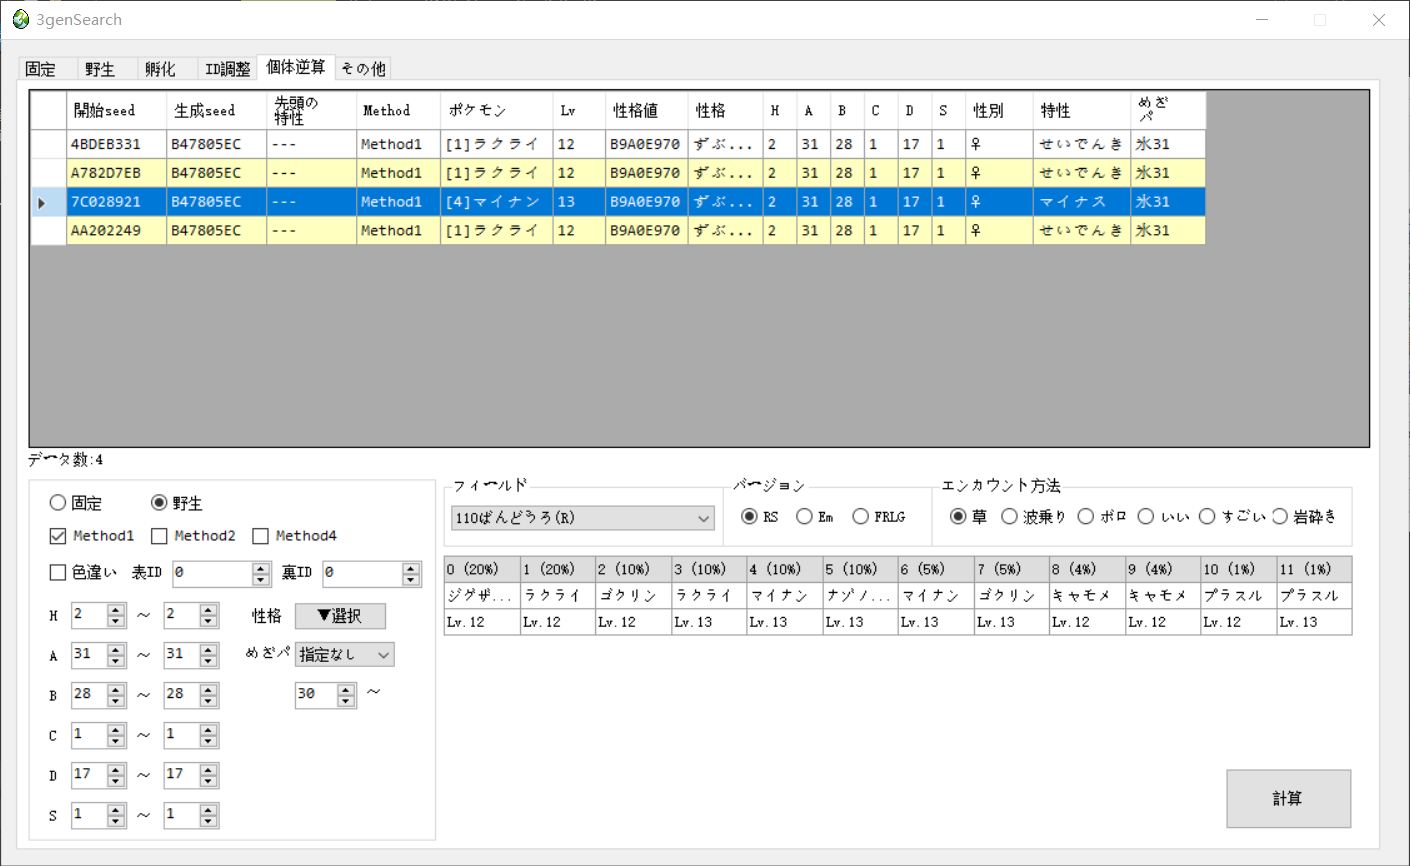 3genSearch
固定 野生 孵化 ID調整 個体逆算 その他
開始seed 生成seed 先頭の特性 Method ポケモン Lv 性格値 性格 H A B C D S 性別 特性 めざパ
4BDEB331 B47805EC --- Method1 [1]ラクライ 12 B9A0E970 ずぶ... 2 31 28 1 17 1 ♀ せいでんき 氷31
A782D7EB B47805EC --- Method1 [1]ラクライ 12 B9A0E970 ずぶ... 2 31 28 1 17 1 ♀ せいでんき 氷31
7C028921 B47805EC --- Method1 [4]マイナン 13 B9A0E970 ずぶ... 2 31 28 1 17 1 ♀ マイナス 氷31
AA202249 B47805EC --- Method1 [1]ラクライ 12 B9A0E970 ずぶ... 2 31 28 1 17 1 ♀ せいでんき 氷31
データ数:4
固定 野生
Method1 Method2 Method4
色違い 表ID 0 裏ID 0
H 2 ～ 2 性格 ▼選択
A 31 ～ 31 めざパ 指定なし
B 28 ～ 28 30 ～
C 1 ～ 1
D 17 ～ 17
S 1 ～ 1
フィールド バージョン エンカウント方法
110ばんどうろ(R) RS Em FRLG 草 波乗り ボロ いい すごい 岩砕き
0 (20%) 1 (20%) 2 (10%) 3 (10%) 4 (10%) 5 (10%) 6 (5%) 7 (5%) 8 (4%) 9 (4%) 10 (1%) 11 (1%)
ジグザ... ラクライ ゴクリン ラクライ マイナン ナゾノ... マイナン ゴクリン キャモメ キャモメ プラスル プラスル
Lv.12 Lv.12 Lv.12 Lv.13 Lv.13 Lv.13 Lv.13 Lv.13 Lv.12 Lv.12 Lv.12 Lv.13
計算